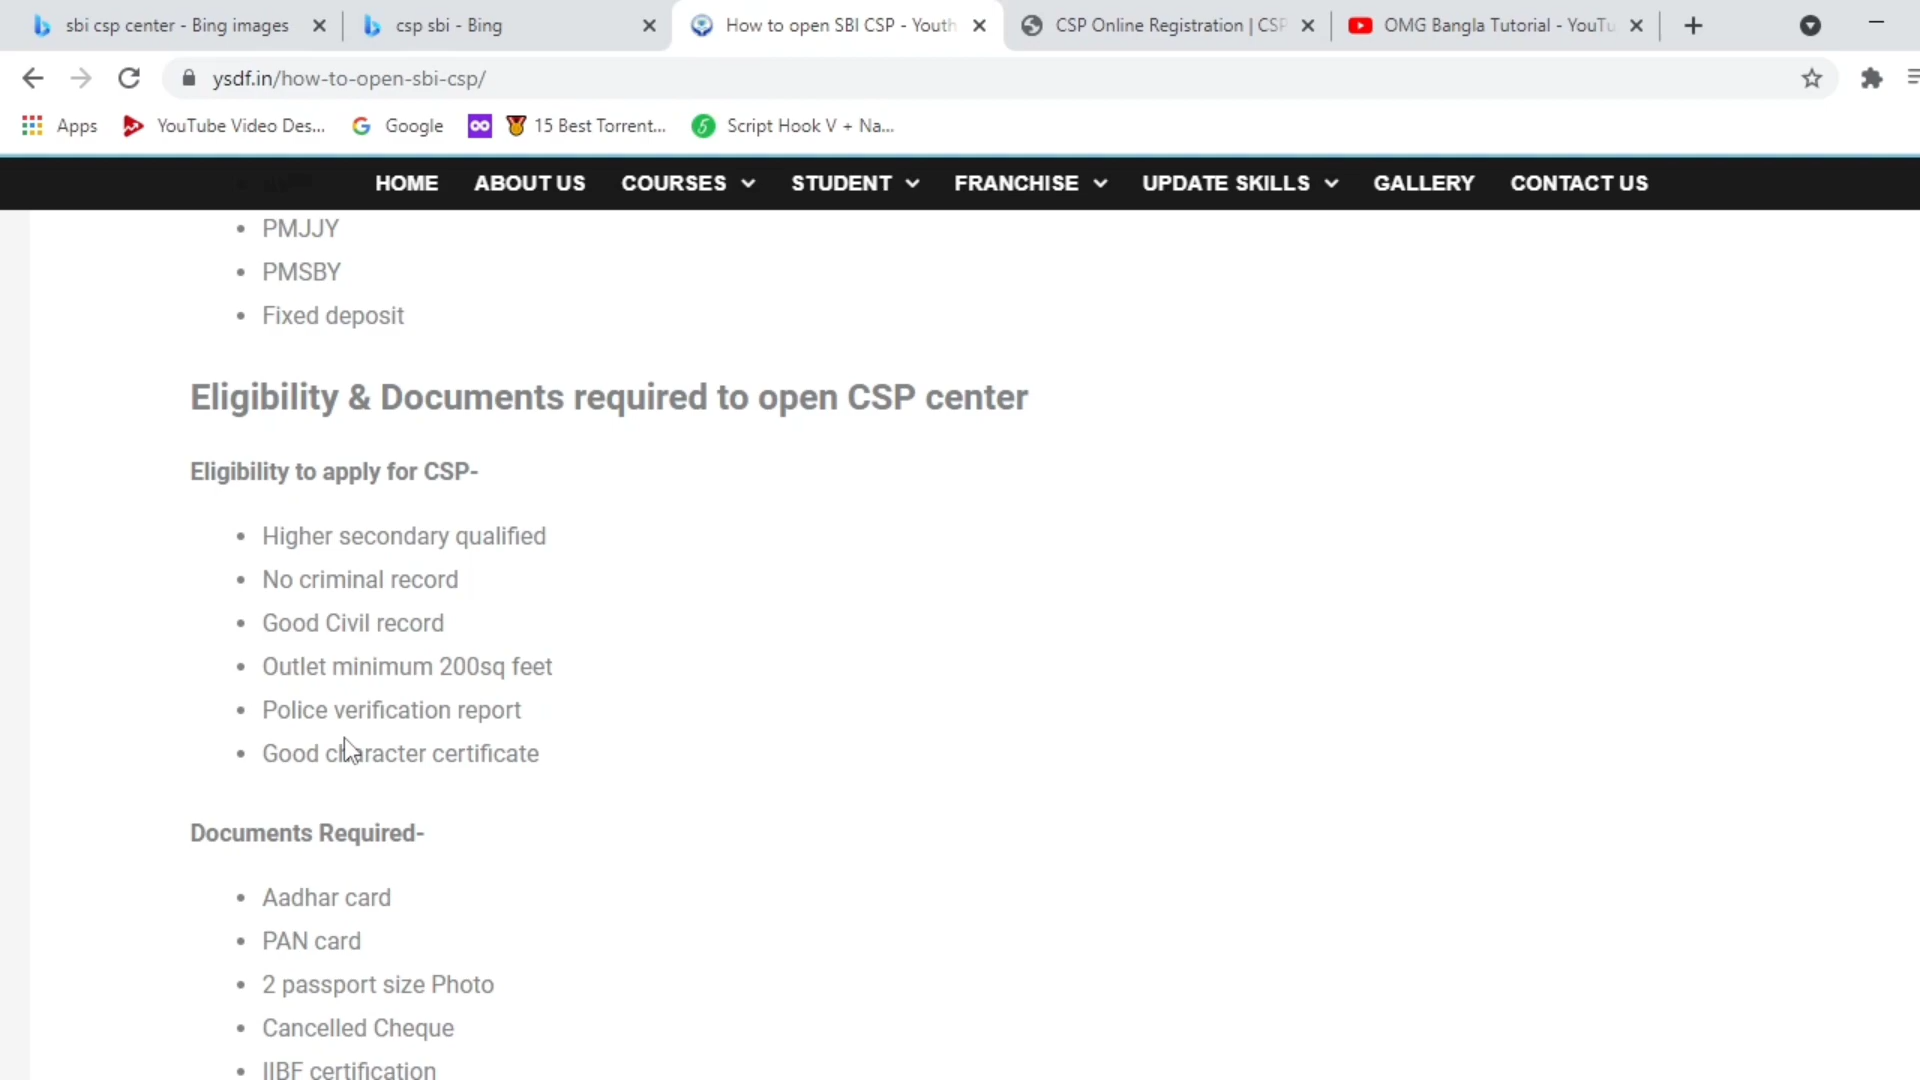 sbi csp center - Bing images
csp sbi - Bing
How to open SBI CSP - Youth
CSP Online Registration | CSP
OMG Bangla Tutorial - YouTu
ysdf.in/how-to-open-sbi-csp/
Apps
YouTube Video Des...
Google
15 Best Torrent...
Script Hook V + Na...
HOME ABOUT US COURSES STUDENT FRANCHISE UPDATE SKILLS GALLERY CONTACT US
• PMJJY
• PMSBY
• Fixed deposit
Eligibility & Documents required to open CSP center
Eligibility to apply for CSP-
• Higher secondary qualified
• No criminal record
• Good Civil record
• Outlet minimum 200sq feet
• Police verification report
• Good character certificate
Documents Required-
• Aadhar card
• PAN card
• 2 passport size Photo
• Cancelled Cheque
• IIBF certification